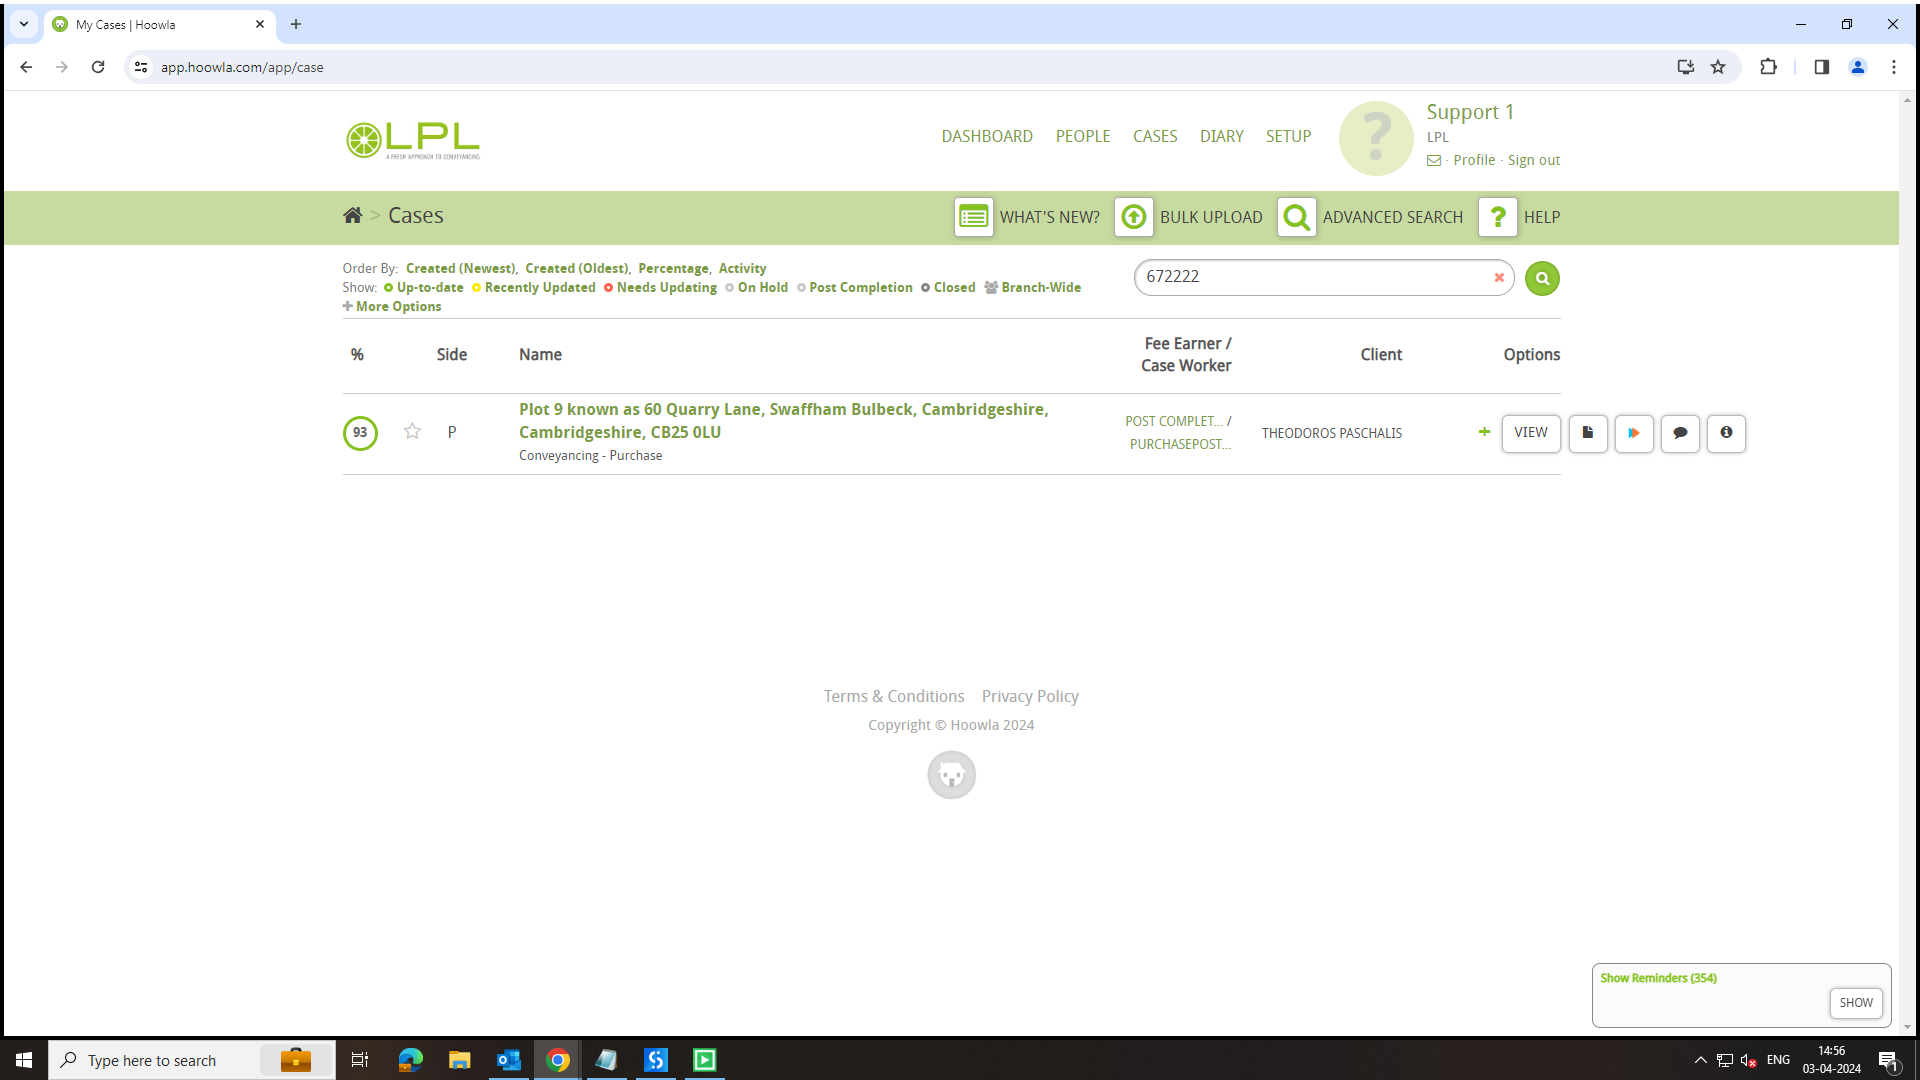 My Cases | Hoowla
app.hoowla.com/app/case
LPL
A FRESH APPROACH TO CONVEYANCING
DASHBOARD PEOPLE CASES DIARY SETUP
?
Support 1
LPL
· Profile · Sign out
> Cases
WHAT'S NEW? BULK UPLOAD ADVANCED SEARCH ? HELP
Order By: Created (Newest), Created (Oldest), Percentage, Activity
Show: Up-to-date Recently Updated Needs Updating On Hold Post Completion Closed Branch-Wide
More Options
672222
% Side Name Fee Earner / Case Worker Client Options
93 P
Plot 9 known as 60 Quarry Lane, Swaffham Bulbeck, Cambridgeshire,
Cambridgeshire, CB25 0LU
Conveyancing - Purchase
POST COMPLET... /
PURCHASEPOST...
THEODOROS PASCHALIS
VIEW
Terms & Conditions Privacy Policy
Copyright © Hoowla 2024
Show Reminders (354)
SHOW
Type here to search
ENG
14:56
03-04-2024
1